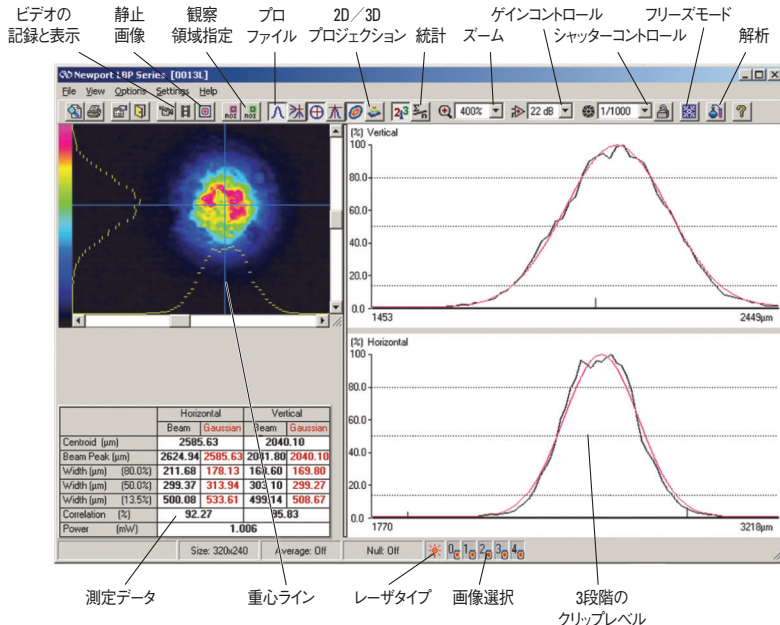 ビデオの
記録と表示
静止
画像
観察
領域指定
プロ
ファイル
2D／3D
プロジェクション
統計
ズーム
ゲインコントロール
シャッターコントロール
フリーズモード
解析
Newport LBP Series [0013L]
File View Options Settings Help
ROI ROI 400% 22 dB 1/1000 ?
[%] Vertical
100
80.0
60.0
40.0
20.0
0.0
1453 2449µm
[%] Horizontal
100
80.0
60.0
40.0
20.0
0.0
1770 3218µm
Horizontal Vertical
Beam Gaussian Beam Gaussian
Centroid (µm) 2585.63 2040.10
Beam Peak (µm) 2624.94 2585.63 2041.80 2040.10
Width (µm) (80.0%) 211.68 178.13 168.60 169.80
Width (µm) (50.0%) 299.37 313.94 303.10 299.27
Width (µm) (13.5%) 500.08 533.61 499.14 508.67
Correlation (%) 92.27 95.83
Power (mW) 1.006
Size: 320x240 Average: Off Null: Off 0 1 2 3 4
測定データ
重心ライン
レーザタイプ
画像選択
3段階の
クリップレベル